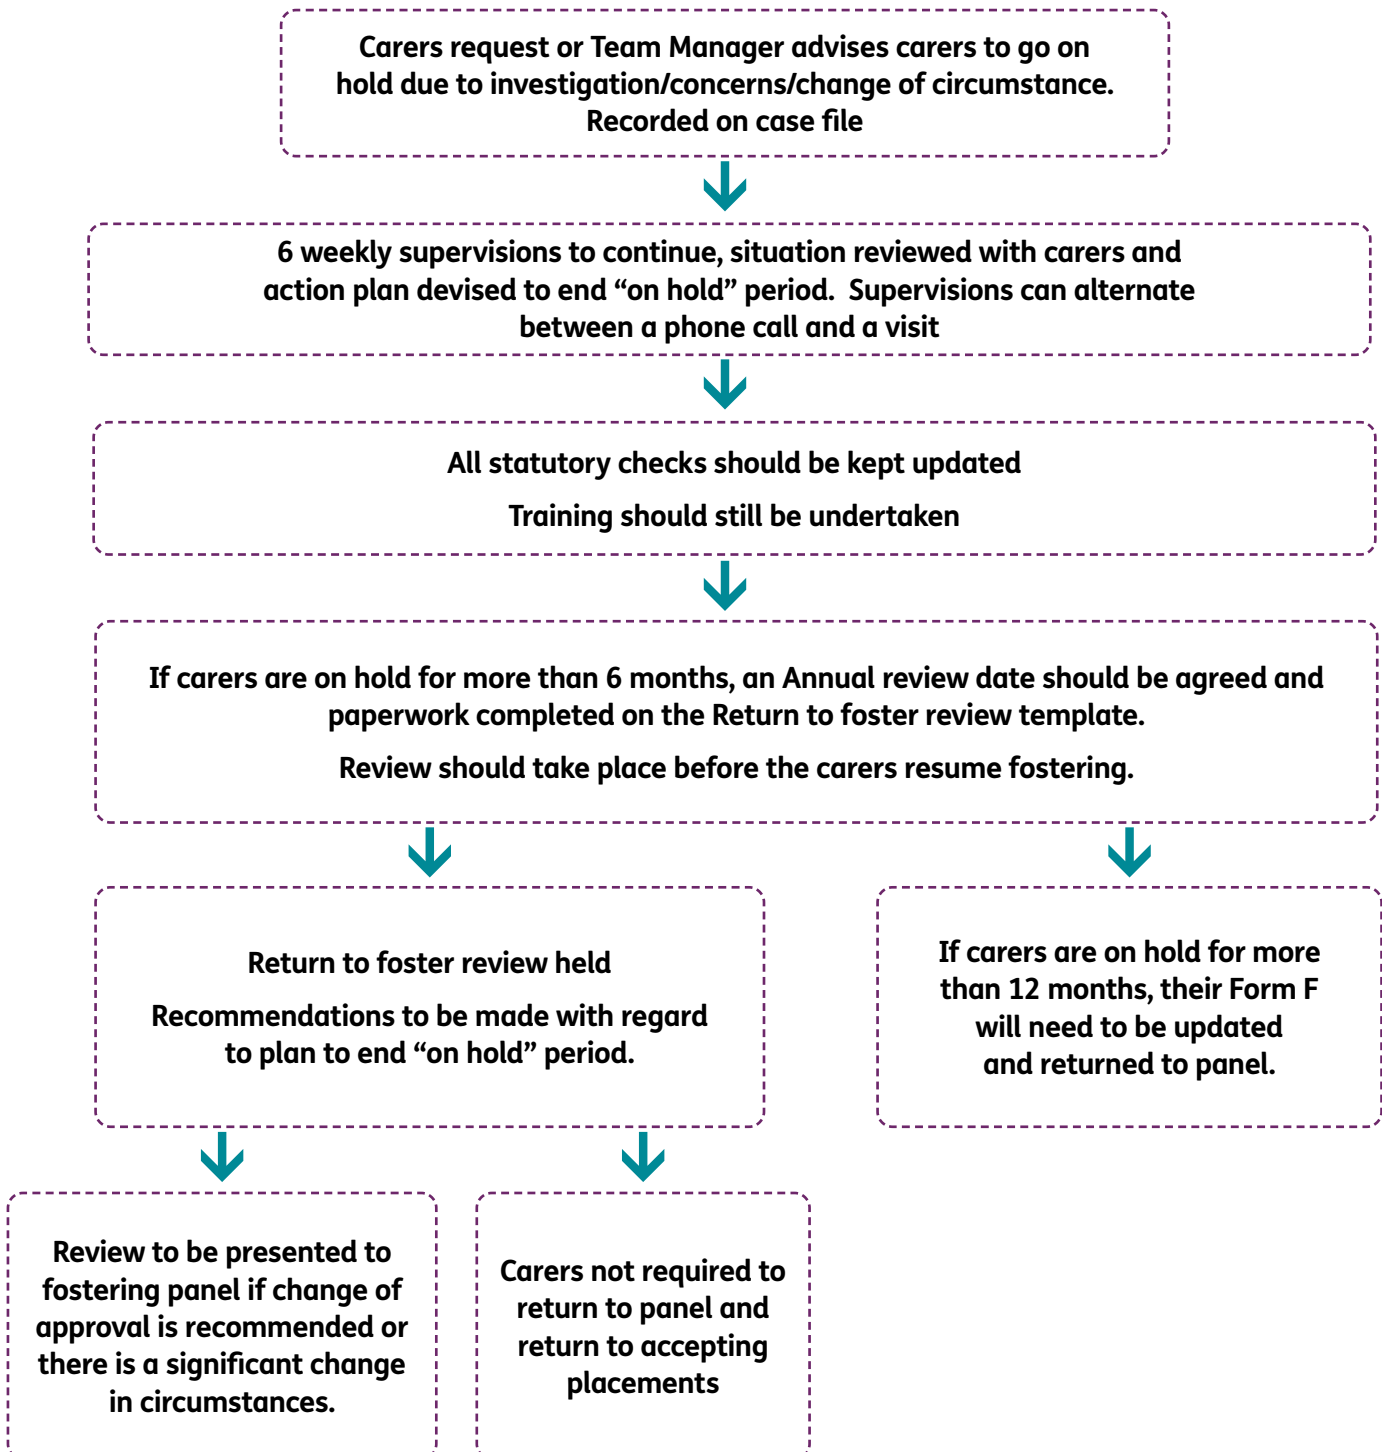 Carers request or Team Manager advises carers to go on
hold due to investigation/concerns/change of circumstance.
Recorded on case file
6 weekly supervisions to continue, situation reviewed with carers and
action plan devised to end “on hold” period.  Supervisions can alternate
between a phone call and a visit
All statutory checks should be kept updated
Training should still be undertaken
If carers are on hold for more than 6 months, an Annual review date should be agreed and
paperwork completed on the Return to foster review template.
Review should take place before the carers resume fostering.
Return to foster review held
Recommendations to be made with regard
to plan to end “on hold” period.
If carers are on hold for more
than 12 months, their Form F
will need to be updated
and returned to panel.
Review to be presented to
fostering panel if change of
approval is recommended or
there is a significant change
in circumstances.
Carers not required to
return to panel and
return to accepting
placements